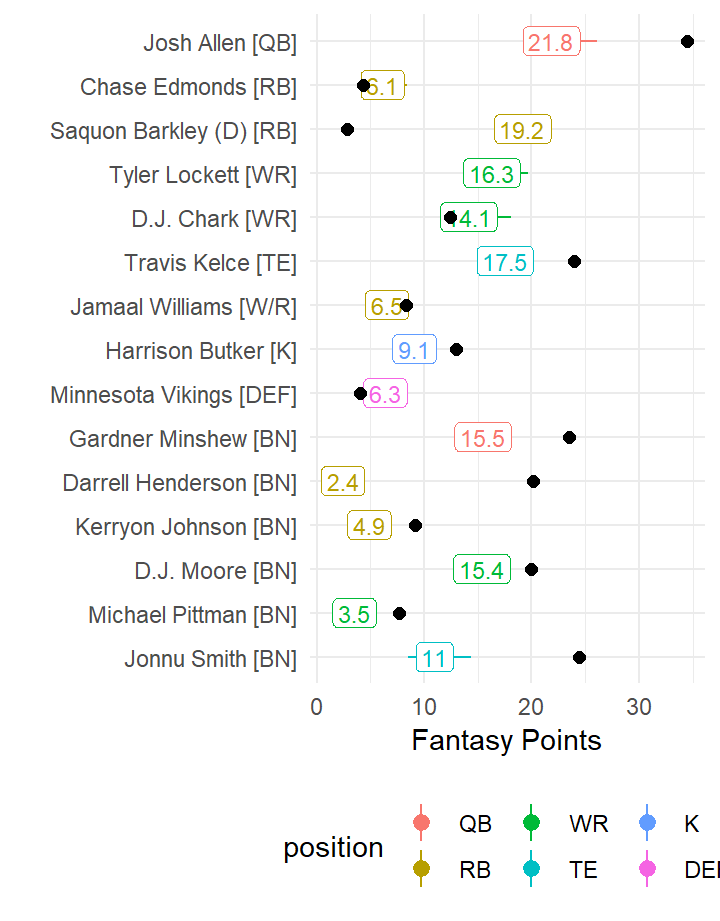 Josh Allen [QB] 21.8
Chase Edmonds [RB] 6.1
Saquon Barkley (D) [RB] 19.2
Tyler Lockett [WR] 16.3
D.J. Chark [WR] 14.1
Travis Kelce [TE] 17.5
Jamaal Williams [W/R] 6.5
Harrison Butker [K] 9.1
Minnesota Vikings [DEF] 6.3
Gardner Minshew [BN] 15.5
Darrell Henderson [BN] 2.4
Kerryon Johnson [BN] 4.9
D.J. Moore [BN] 15.4
Michael Pittman [BN] 3.5
Jonnu Smith [BN] 11
0 10 20 30
Fantasy Points
position
QB WR K
RB TE DEF